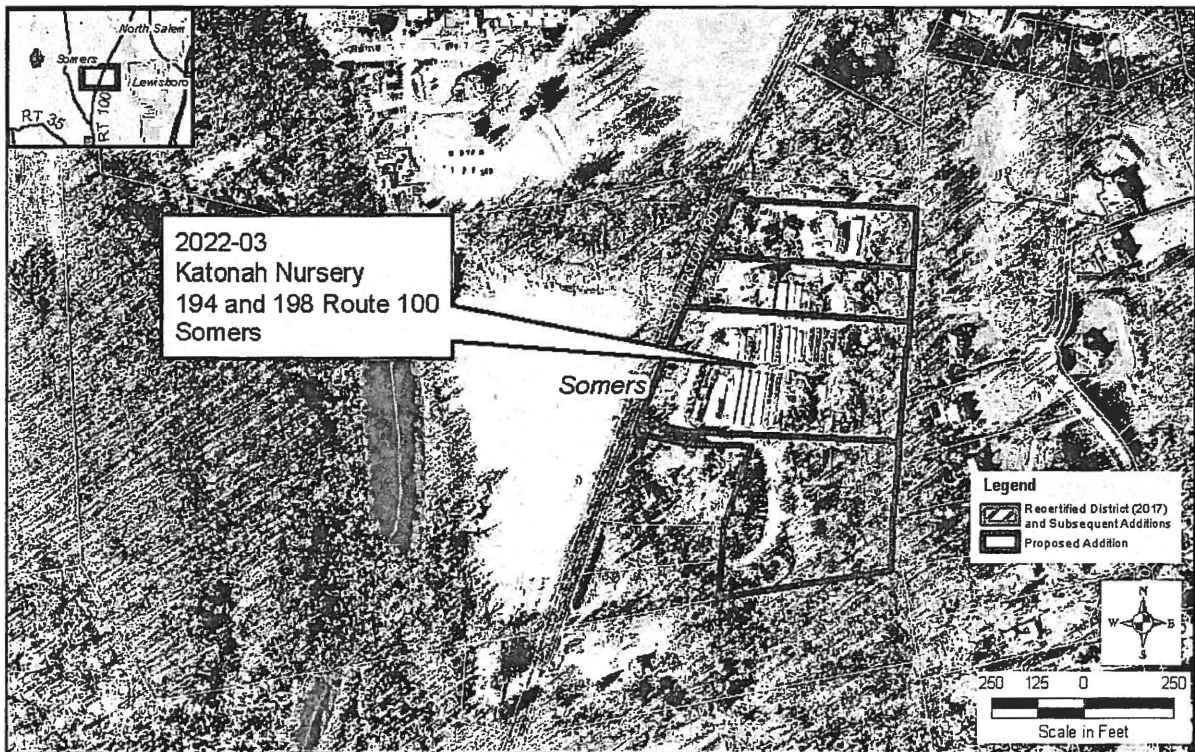 North Salem
Somers
Lewisboro
RT 100
RT 35
2022-03
Katonah Nursery
194 and 198 Route 100
Somers
Somers
Legend
Recertified District (2017)
and Subsequent Additions
Proposed Addition
N
W E
S
250 125 0 250
Scale in Feet